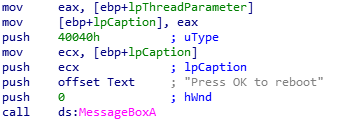 mov     eax, [ebp+lpThreadParameter]
mov     [ebp+lpCaption], eax
push    40040h          ; uType
mov     ecx, [ebp+lpCaption]
push    ecx             ; lpCaption
push    offset Text     ; "Press OK to reboot"
push    0               ; hWnd
call    ds:MessageBoxA